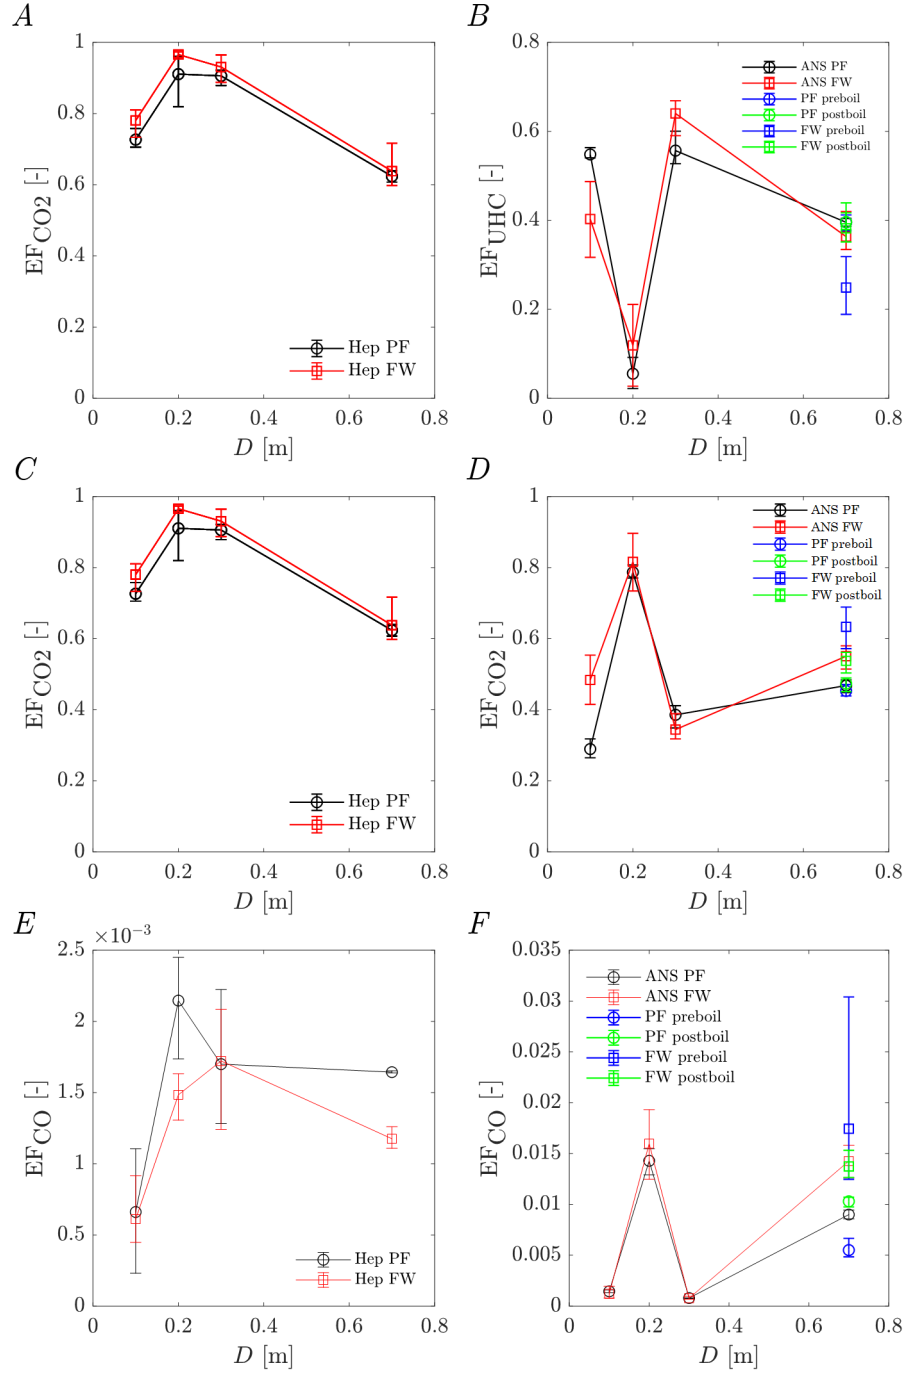 A
1
0.8
0.6
0.4
0.2
0
0
0.2
0.4
0.6
0.8
EF_CO2 [-]
D [m]
Hep PF
Hep FW
B
0.8
0.6
0.4
0.2
0
0
0.2
0.4
0.6
0.8
EF_UHC [-]
D [m]
ANS PF
ANS FW
PF preboil
PF postboil
FW preboil
FW postboil
C
1
0.8
0.6
0.4
0.2
0
0
0.2
0.4
0.6
0.8
EF_CO2 [-]
D [m]
Hep PF
Hep FW
D
1
0.8
0.6
0.4
0.2
0
0
0.2
0.4
0.6
0.8
EF_CO2 [-]
D [m]
ANS PF
ANS FW
PF preboil
PF postboil
FW preboil
FW postboil
E
×10^-3
2.5
2
1.5
1
0.5
0
0
0.2
0.4
0.6
0.8
EF_CO [-]
D [m]
Hep PF
Hep FW
F
0.035
0.03
0.025
0.02
0.015
0.01
0.005
0
0
0.2
0.4
0.6
0.8
EF_CO [-]
D [m]
ANS PF
ANS FW
PF preboil
PF postboil
FW preboil
FW postboil